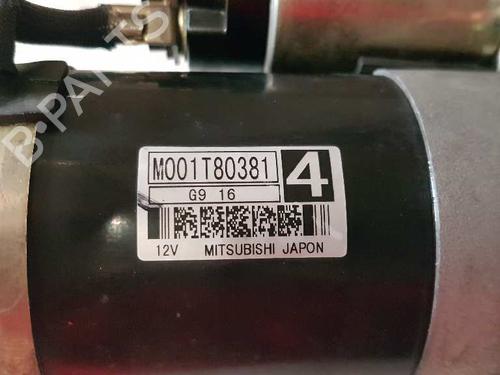 M001T80381 4
G9 16
12V MITSUBISHI JAPON
B-PARTS